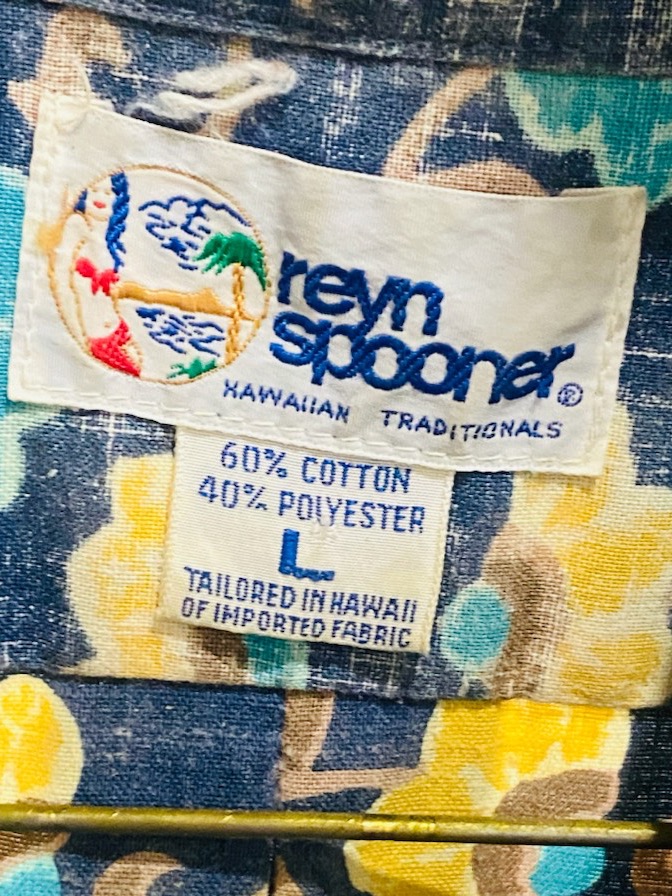 reyn
spooner®
HAWAIIAN TRADITIONALS
60% COTTON
40% POLYESTER
L
TAILORED IN HAWAII
OF IMPORTED FABRIC